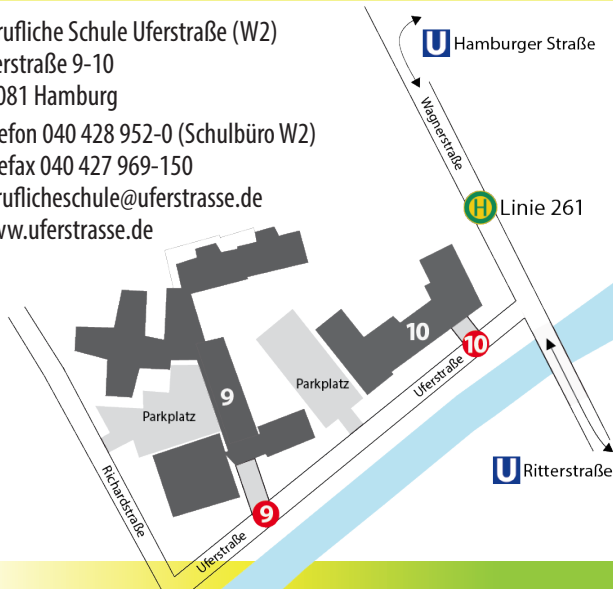 rufliche Schule Uferstraße (W2)
erstraße 9-10
081 Hamburg
efon 040 428 952-0 (Schulbüro W2)
efax 040 427 969-150
ruflicheschule@uferstrasse.de
ww.uferstrasse.de
U Hamburger Straße
Wagnerstraße
H Linie 261
10
10
Uferstraße
Parkplatz
9
Parkplatz
U Ritterstraße
Richardstraße
9
Uferstraße